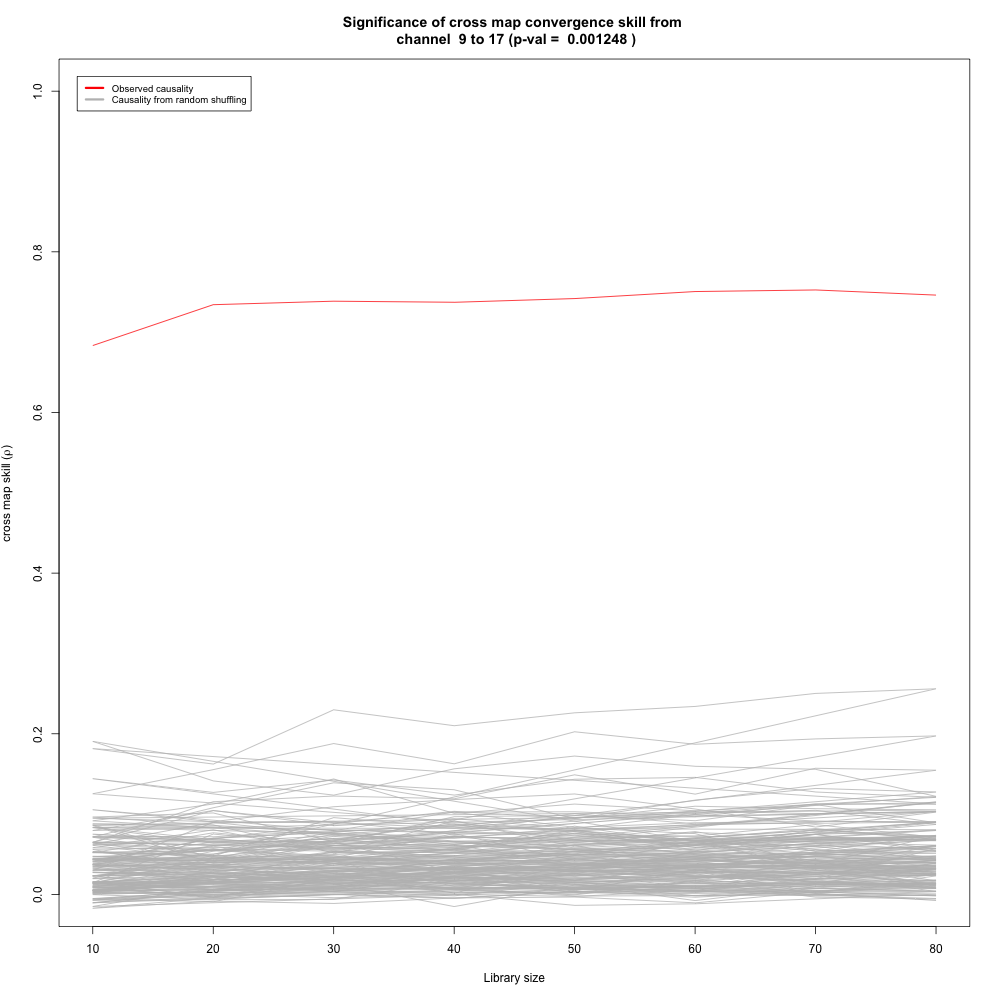 Significance of cross map convergence skill from
channel  9 to 17 (p-val =  0.001248 )
Observed causality
Causality from random shuffling
cross map skill (ρ)
1.0
0.8
0.6
0.4
0.2
0.0
10 20 30 40 50 60 70 80
Library size